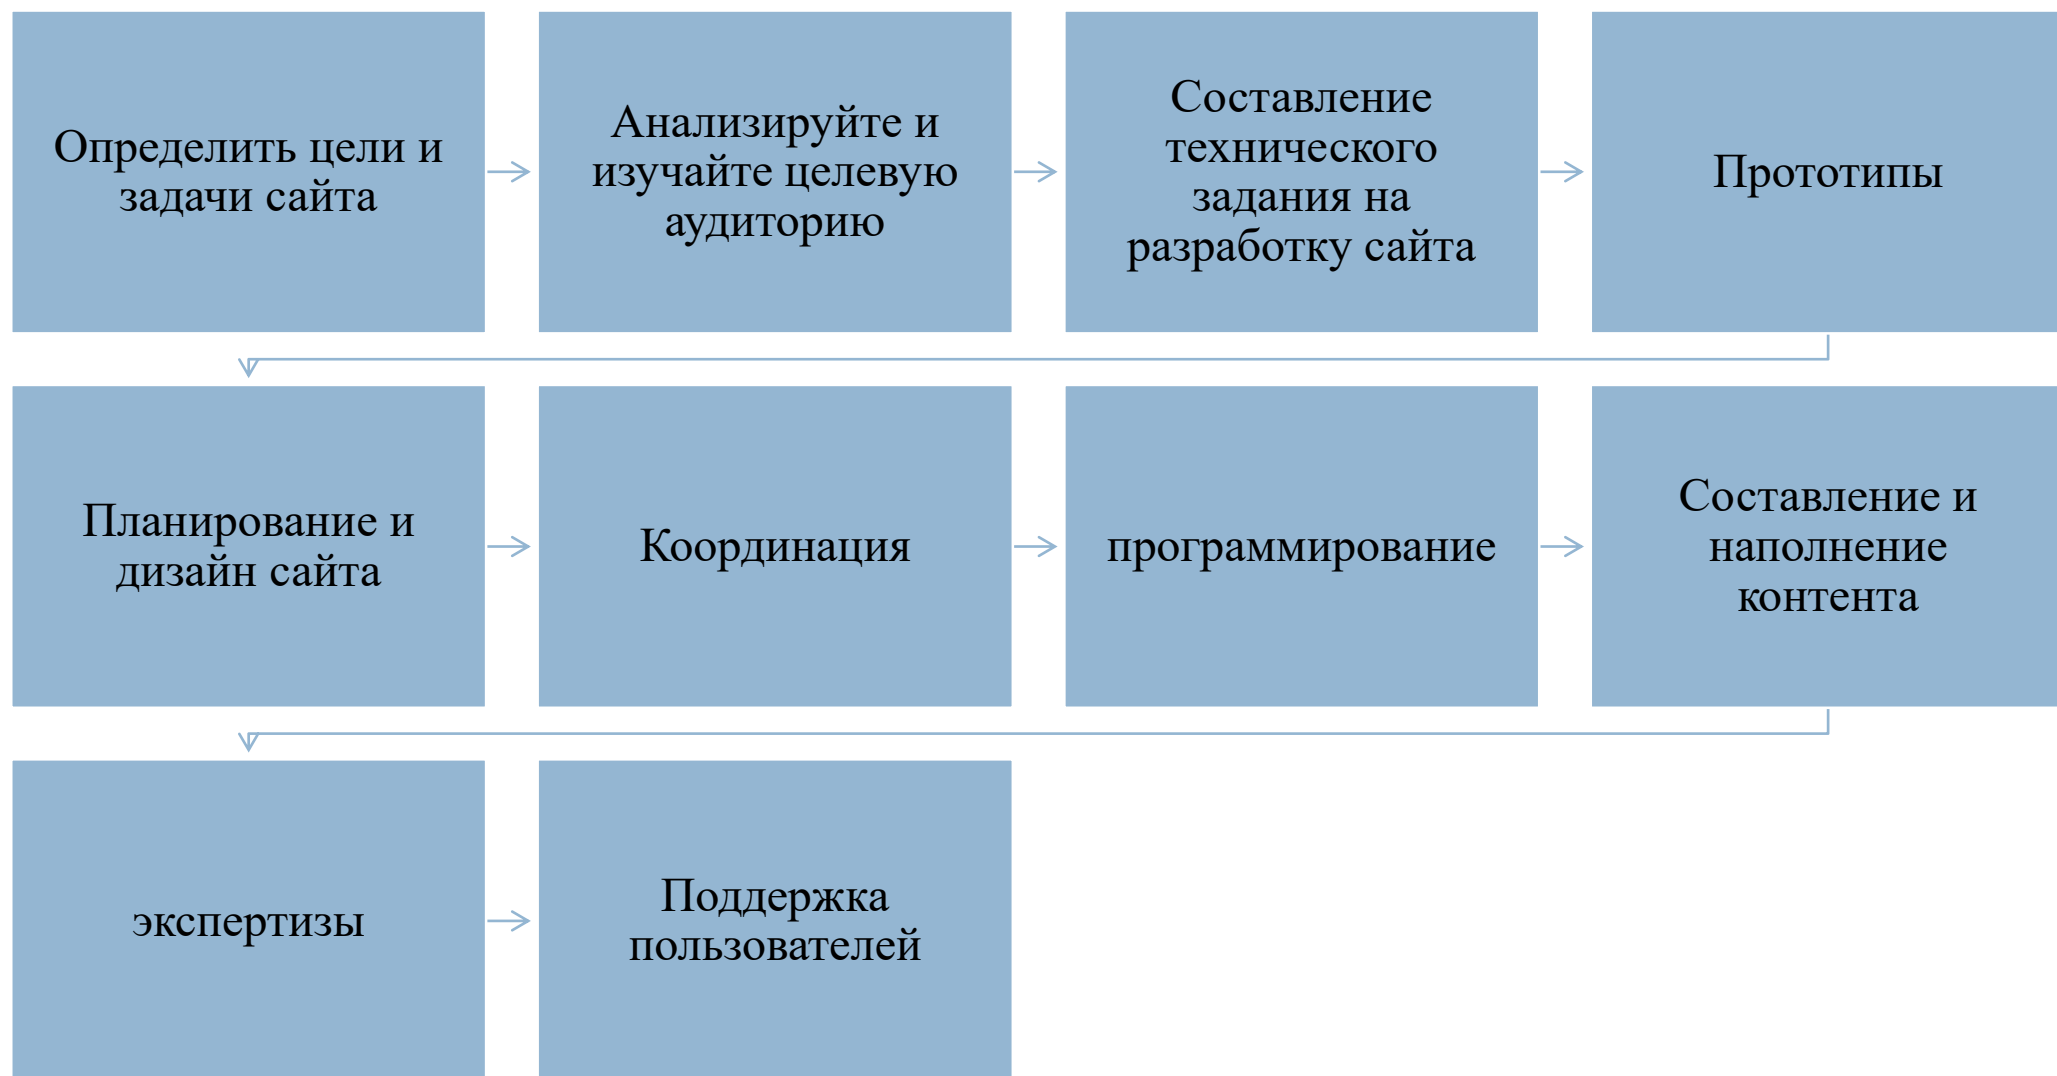 Определить цели и
задачи сайта
Анализируйте и
изучайте целевую
аудиторию
Составление
технического
задания на
разработку сайта
Прототипы
Планирование и
дизайн сайта
Координация
программирование
Составление и
наполнение
контента
экспертизы
Поддержка
пользователей